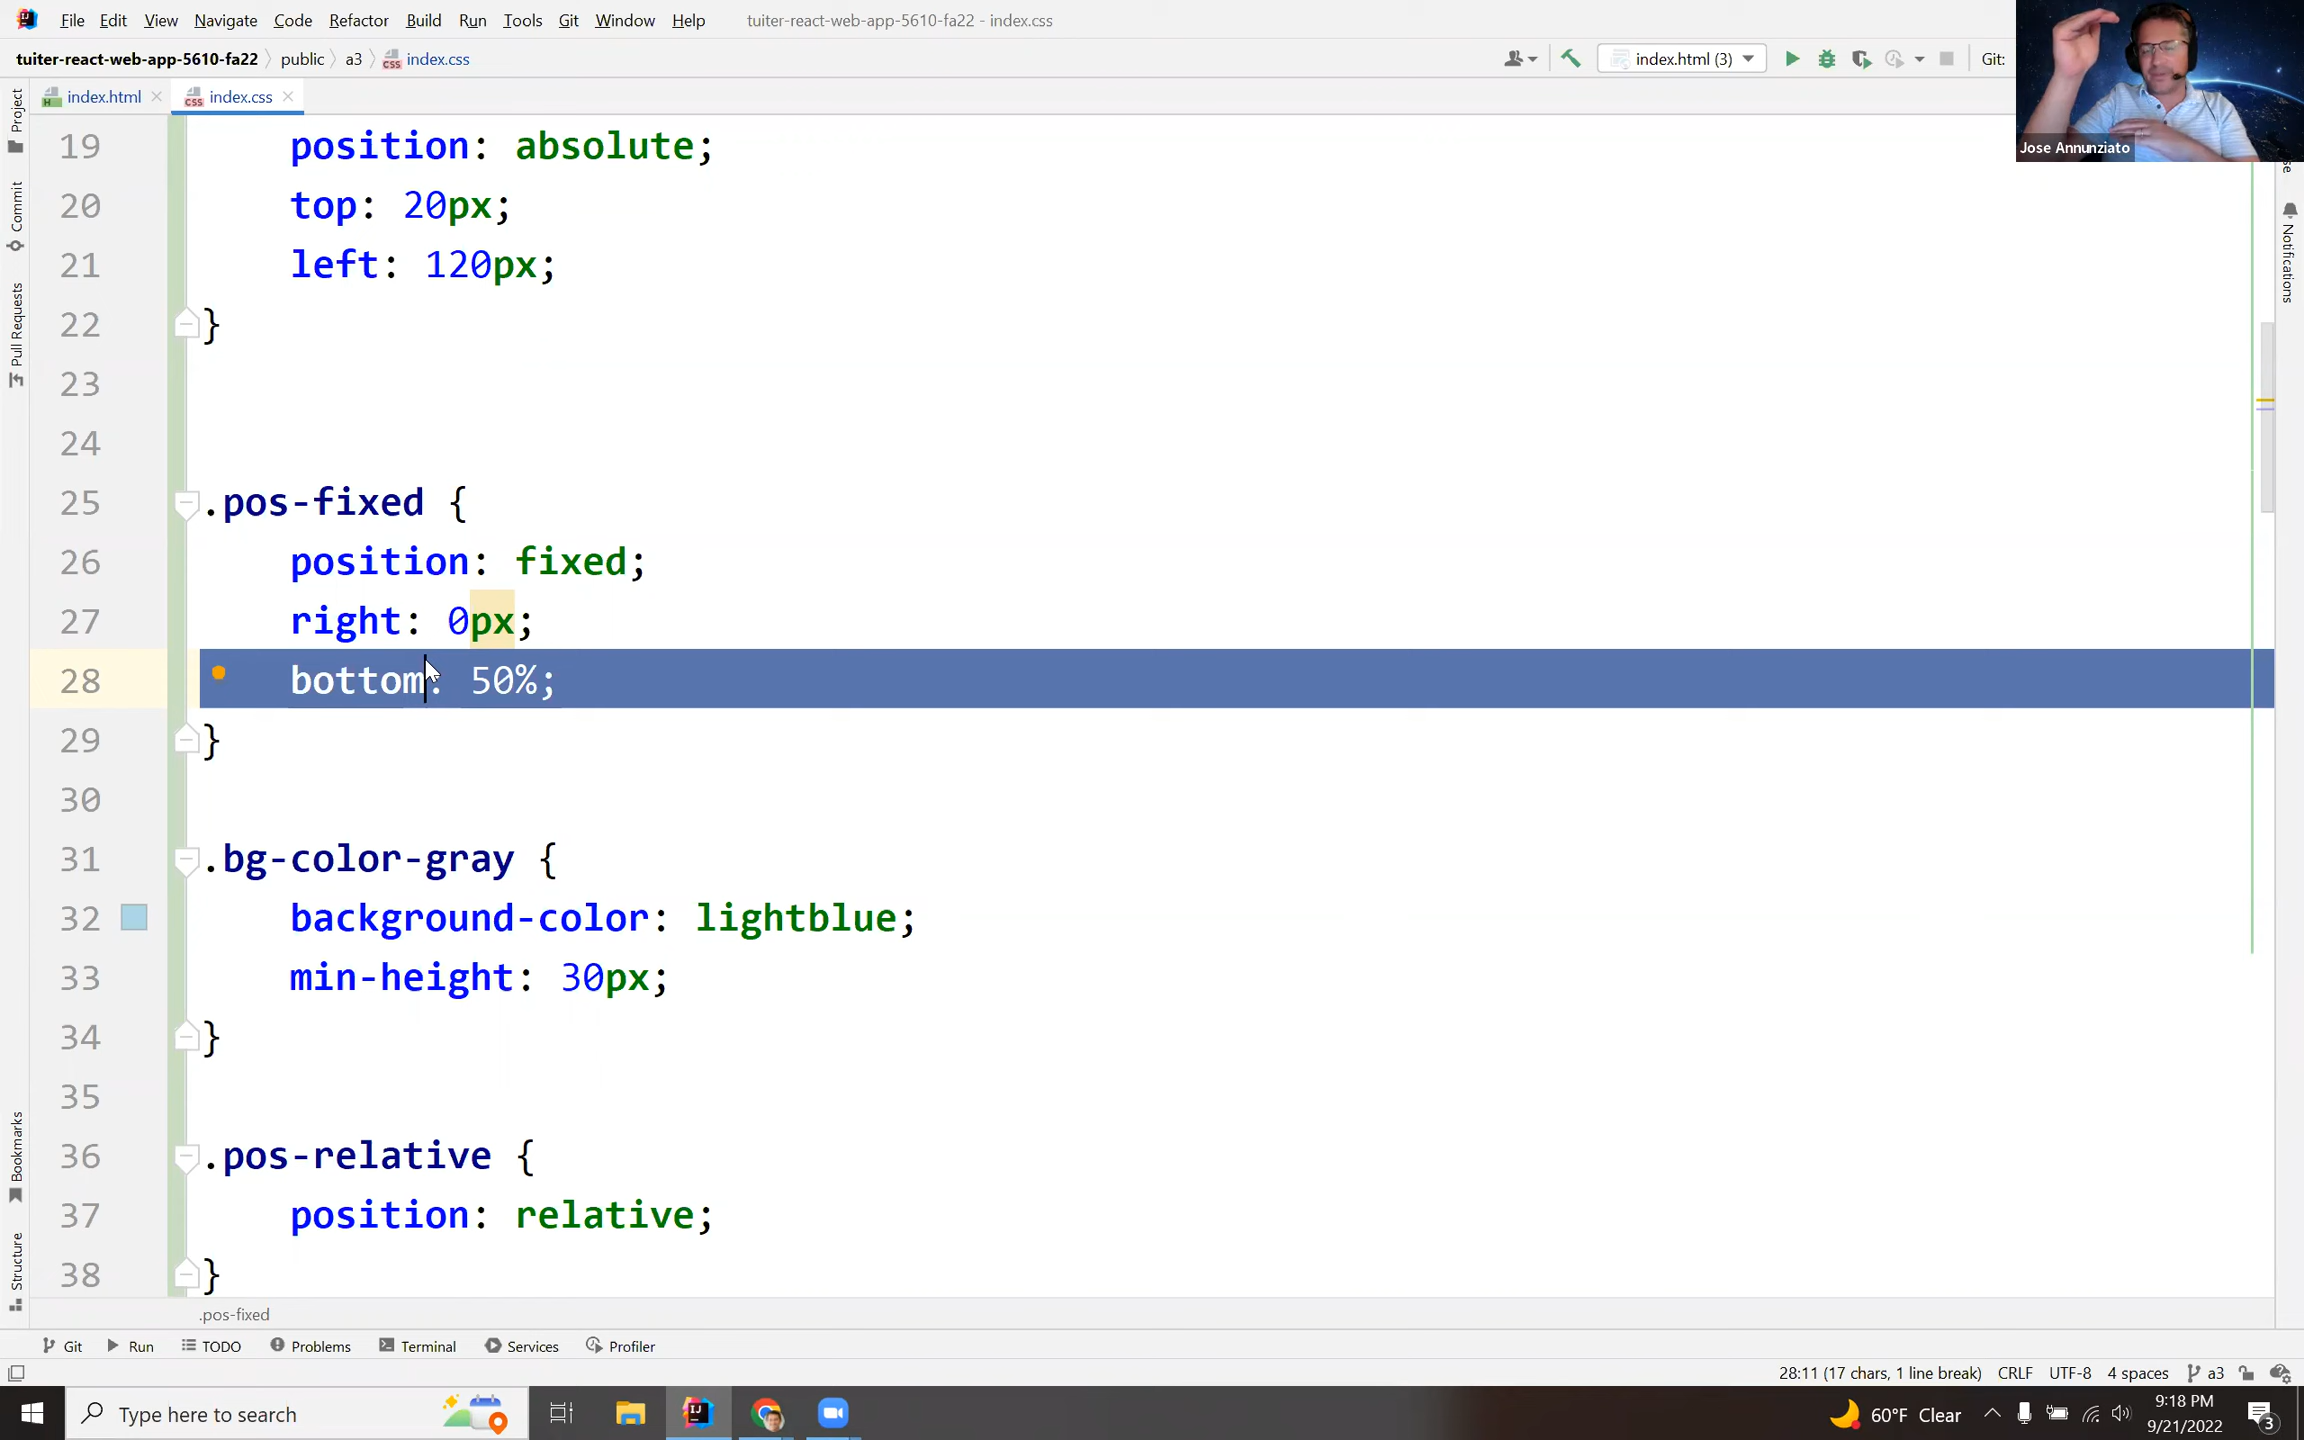 File Edit View Navigate Code Refactor Build Run Tools Git Window Help tuiter-react-web-app-5610-fa22 - index.css
tuiter-react-web-app-5610-fa22 public a3 index.css index.html (3) Git:
Jose Annunziato
index.html index.css
Project
Commit
Pull Requests
Bookmarks
Structure
Notifications
19 position: absolute;
20 top: 20px;
21 left: 120px;
22 }
23
24
25 .pos-fixed {
26 position: fixed;
27 right: 0px;
28 bottom: 50%;
29 }
30
31 .bg-color-gray {
32 background-color: lightblue;
33 min-height: 30px;
34 }
35
36 .pos-relative {
37 position: relative;
38 }
.pos-fixed
Git Run TODO Problems Terminal Services Profiler
28:11 (17 chars, 1 line break) CRLF UTF-8 4 spaces a3
Type here to search
60°F Clear
9:18 PM
9/21/2022
3